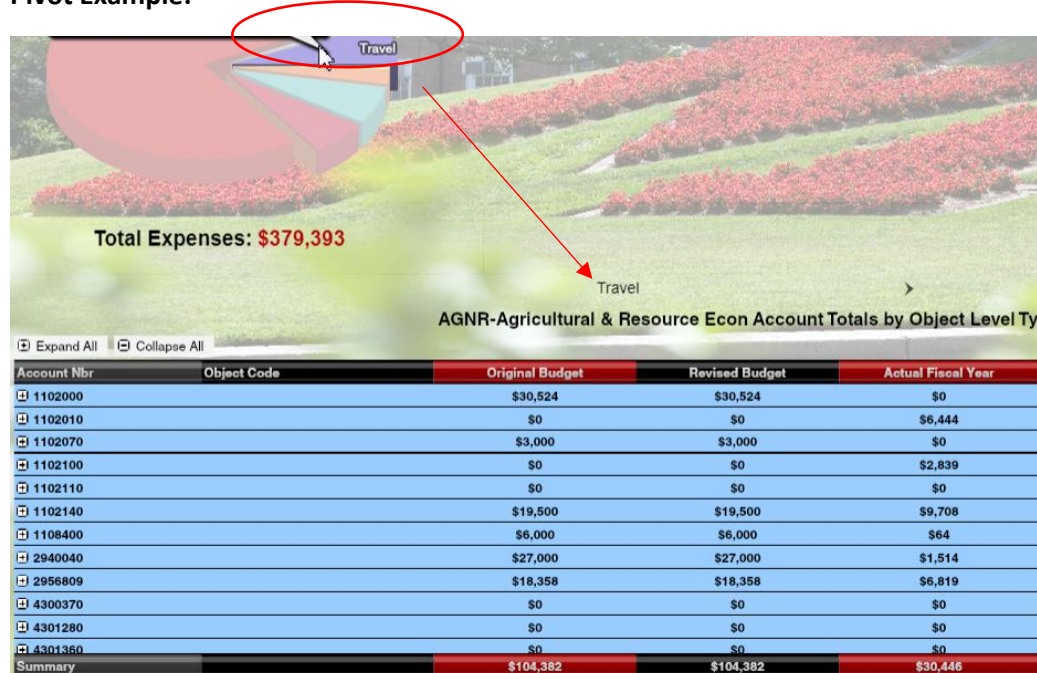 Pivot Example:
Travel
Total Expenses: $379,393
Travel
AGNR-Agricultural & Resource Econ Account Totals by Object Level Ty
Expand All Collapse All
Account Nbr Object Code Original Budget Revised Budget Actual Fiscal Year
1102000 $30,524 $30,524 $0
1102010 $0 $0 $6,444
1102070 $3,000 $3,000 $0
1102100 $0 $0 $2,839
1102110 $0 $0 $0
1102140 $19,500 $19,500 $9,708
1108400 $6,000 $6,000 $64
2940040 $27,000 $27,000 $1,514
2956809 $18,358 $18,358 $6,819
4300370 $0 $0 $0
4301280 $0 $0 $0
4301360 $0 $0 $0
Summary $104,382 $104,382 $30,446